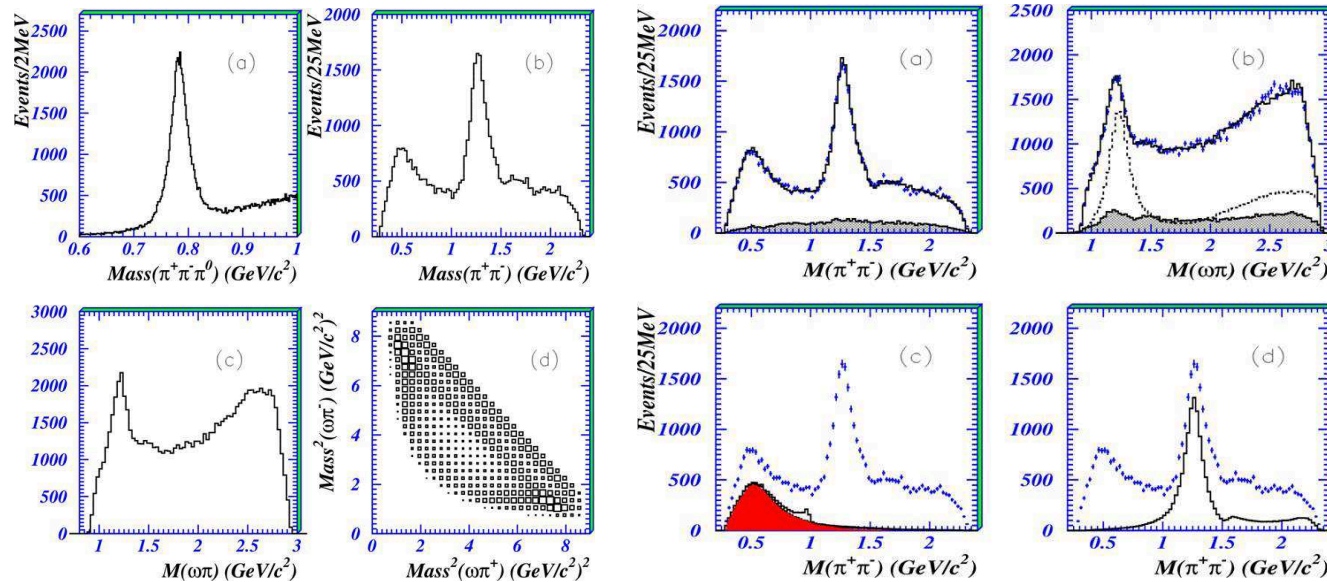 Events/2MeV
2500
2000
1500
1000
500
0
(a)
0.6 0.7 0.8 0.9 1
Mass(π⁺π⁻π⁰) (GeV/c²)
Events/25MeV
2000
1500
1000
500
0
(b)
0.5 1 1.5 2
Mass(π⁺π⁻) (GeV/c²)
Events/25MeV
2000
1500
1000
500
0
(a)
0.5 1 1.5 2
M(π⁺π⁻) (GeV/c²)
2500
2000
1500
1000
500
0
(b)
1 1.5 2 2.5
M(ωπ) (GeV/c²)
3000
2500
2000
1500
1000
500
0
(c)
1 1.5 2 2.5 3
M(ωπ) (GeV/c²)
Mass²(ωπ⁻) (GeV/c²)²
8
6
4
2
0
(d)
0 2 4 6 8
Mass²(ωπ⁺) (GeV/c²)²
Events/25MeV
2000
1500
1000
500
0
(c)
0.5 1 1.5 2
M(π⁺π⁻) (GeV/c²)
2000
1500
1000
500
0
(d)
0.5 1 1.5 2
M(π⁺π⁻) (GeV/c²)